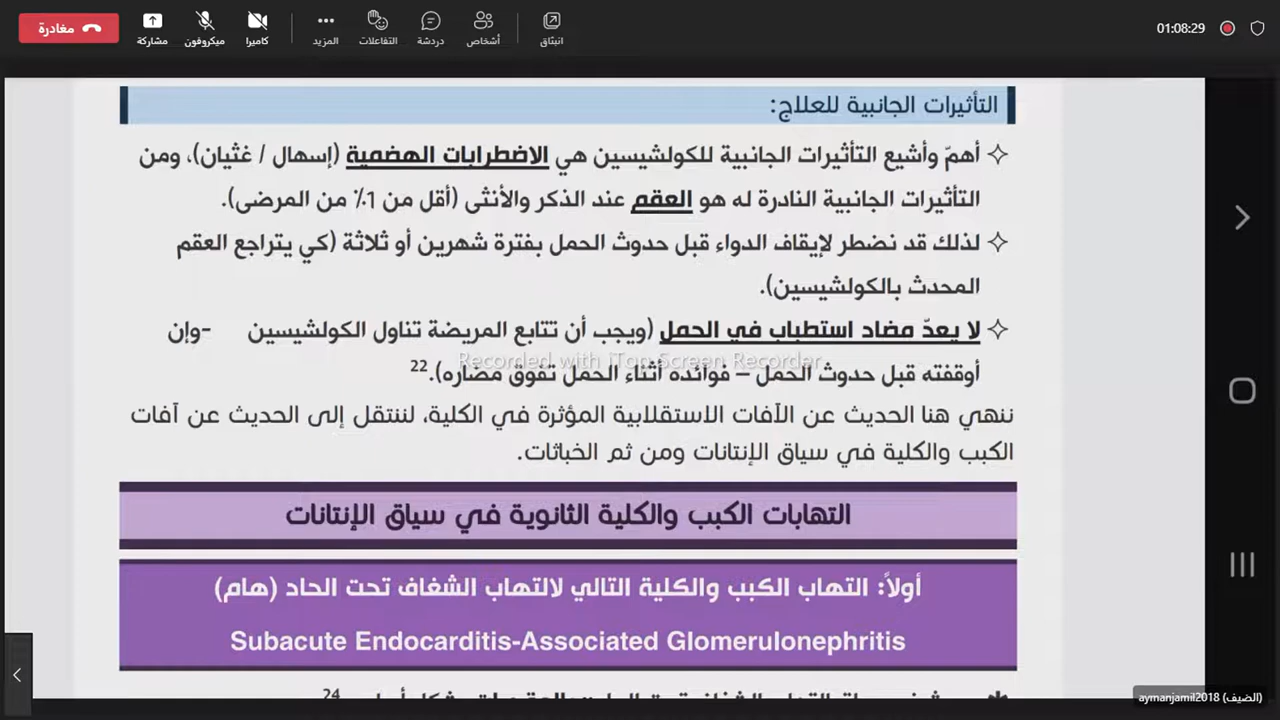 مغادرة
مشاركة
ميكروفون
كاميرا
المزيد
التفاعلات
دردشة
أشخاص
انبثاق
01:08:29
التأثيرات الجانبية للعلاج:
أهمّ وأشيع التأثيرات الجانبية للكولشيسين هي الاضطرابات الهضمية (إسهال / غثيان)، ومن
التأثيرات الجانبية النادرة له هو العقم عند الذكر والأنثى (أقل من 1٪ من المرضى).
لذلك قد نضطر لإيقاف الدواء قبل حدوث الحمل بفترة شهرين أو ثلاثة (كي يتراجع العقم
المحدث بالكولشيسين).
لا يعدّ مضاد استطباب في الحمل (ويجب أن تتابع المريضة تناول الكولشيسين -وإن
أوقفته قبل حدوث الحمل – فوائده أثناء الحمل تفوق مضاره).22
Recorded with iTop Screen Recorder
ننهي هنا الحديث عن الآفات الاستقلابية المؤثرة في الكلية، لننتقل إلى الحديث عن آفات
الكبب والكلية في سياق الإنتانات ومن ثم الخباثات.
التهابات الكبب والكلية الثانوية في سياق الإنتانات
أولاً: التهاب الكبب والكلية التالي لالتهاب الشغاف تحت الحاد (هام)
Subacute Endocarditis-Associated Glomerulonephritis
24
aymanjamil2018 (الضيف)